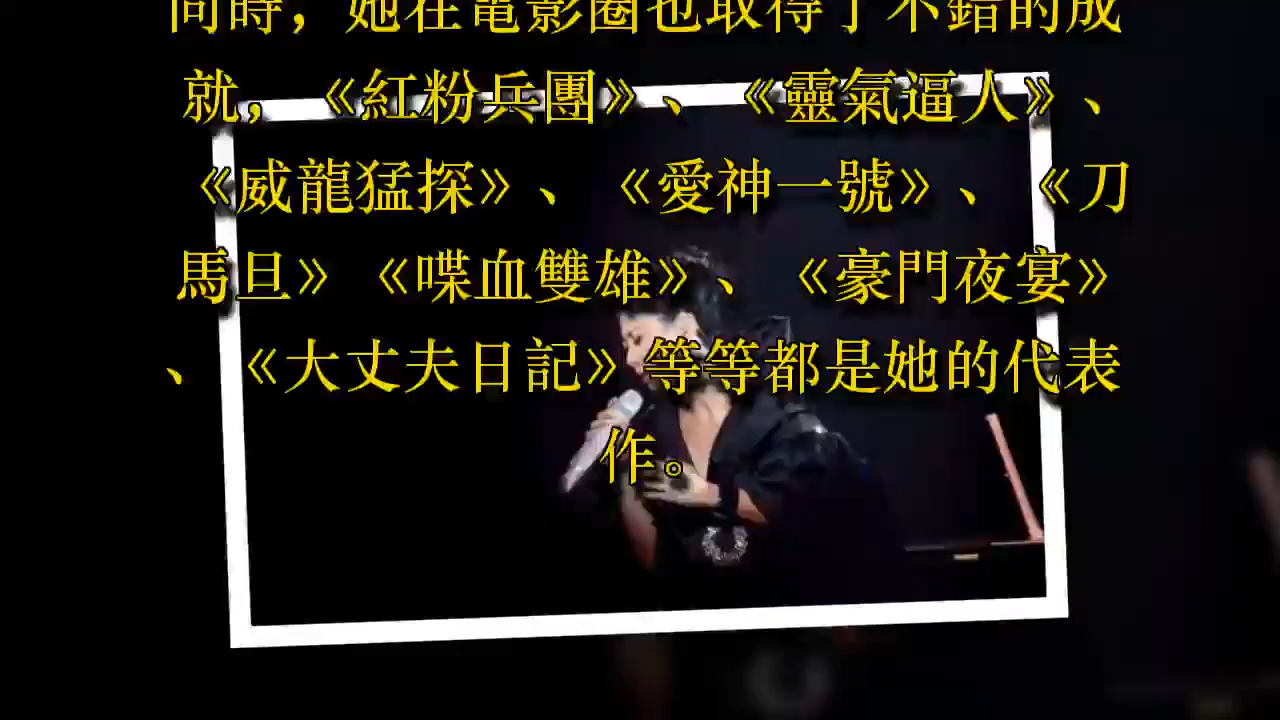 同時，她在電影圈也取得了不錯的成
就，《紅粉兵團》、《靈氣逼人》、
《威龍猛探》、《愛神一號》、《刀
馬旦》《喋血雙雄》、《豪門夜宴》
、《大丈夫日記》等等都是她的代表
作。